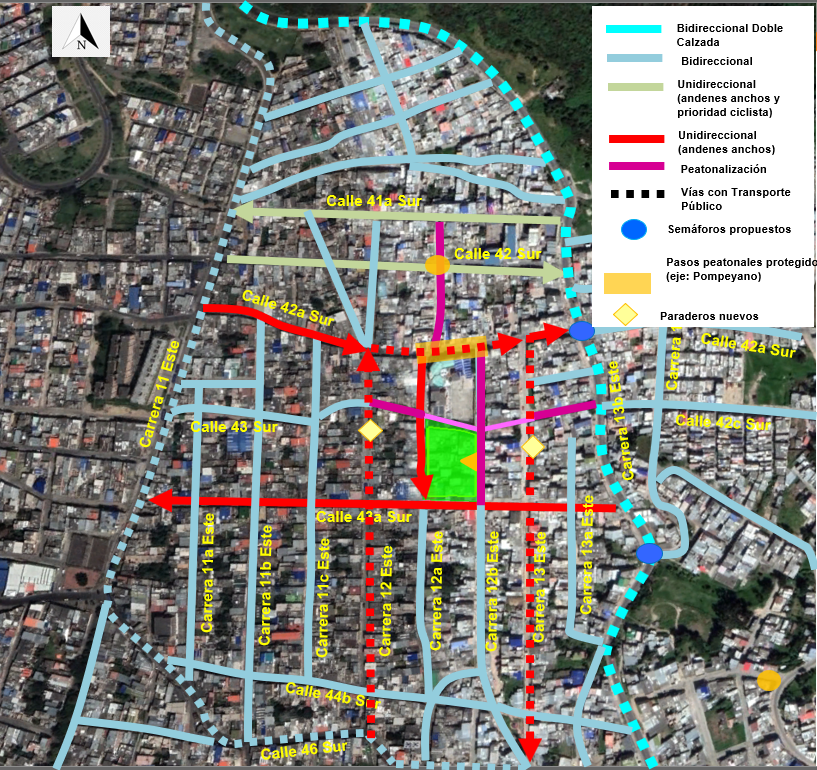 N
Bidireccional Doble
Calzada
Bidireccional
Unidireccional
(andenes anchos y
prioridad ciclista)
Unidireccional
(andenes anchos)
Peatonalización
Vías con Transporte
Público
Semáforos propuestos
Pasos peatonales protegido
(eje: Pompeyano)
Paraderos nuevos
Calle 41a Sur
Calle 42 Sur
Calle 42a Sur
Calle 42a Sur
Carrera 11 Este
Carrera
Carrera 13b Este
Calle 43 Sur
Calle 42c Sur
Calle 43a Sur
Carrera 11a Este
Carrera 11b Este
Carrera 11c Este
Carrera 12 Este
Carrera 12a Este
Carrera 12b Este
Carrera 13 Este
Carrera 13a Este
Calle 44b Sur
Calle 46 Sur